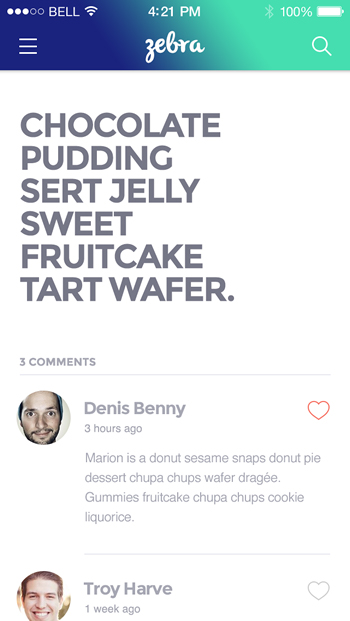 BELL 4:21 PM 100%
zebra
CHOCOLATE
PUDDING
SERT JELLY
SWEET
FRUITCAKE
TART WAFER.
3 COMMENTS
Denis Benny
3 hours ago
Marion is a donut sesame snaps donut pie
dessert chupa chups wafer dragée.
Gummies fruitcake chupa chups cookie
liquorice.
Troy Harve
1 week ago